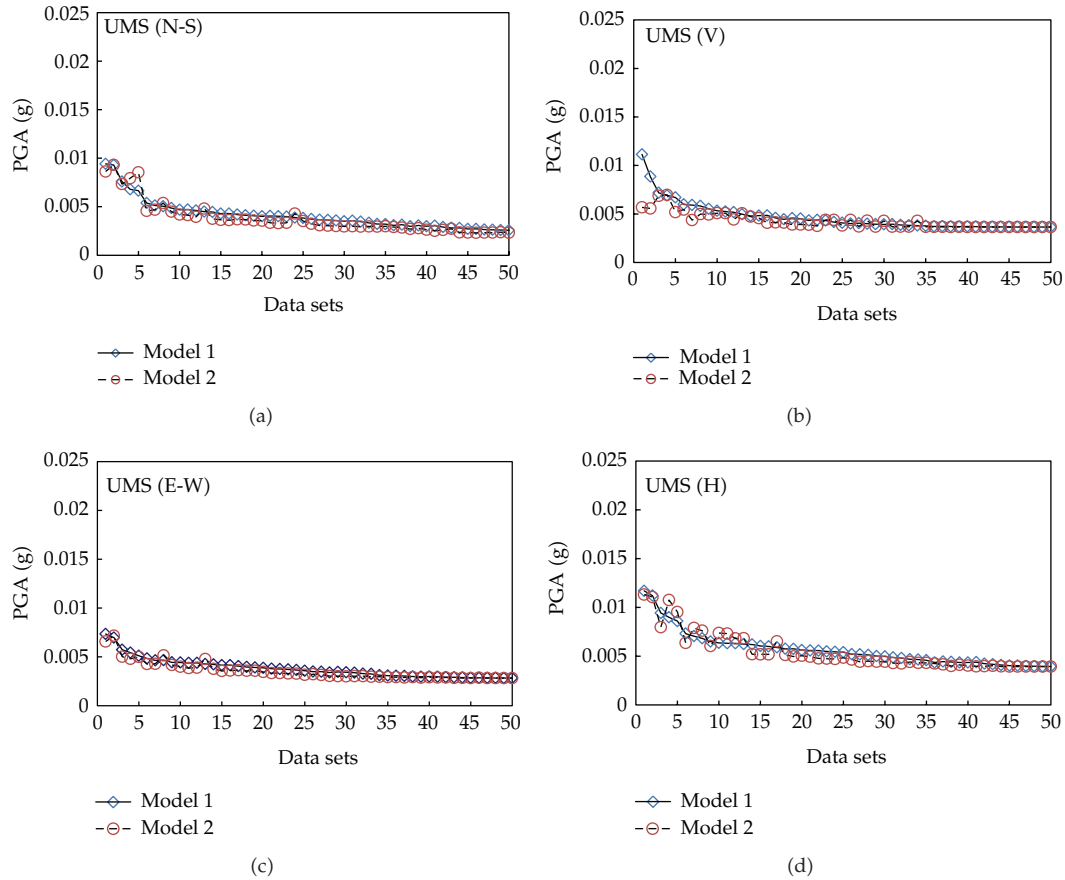 UMS (N-S)
PGA (g)
0.025
0.02
0.015
0.01
0.005
0
0 5 10 15 20 25 30 35 40 45 50
Data sets
Model 1
Model 2
(a)
UMS (V)
PGA (g)
0.025
0.02
0.015
0.01
0.005
0
0 5 10 15 20 25 30 35 40 45 50
Data sets
Model 1
Model 2
(b)
UMS (E-W)
PGA (g)
0.025
0.02
0.015
0.01
0.005
0
0 5 10 15 20 25 30 35 40 45 50
Data sets
Model 1
Model 2
(c)
UMS (H)
PGA (g)
0.025
0.02
0.015
0.01
0.005
0
0 5 10 15 20 25 30 35 40 45 50
Data sets
Model 1
Model 2
(d)